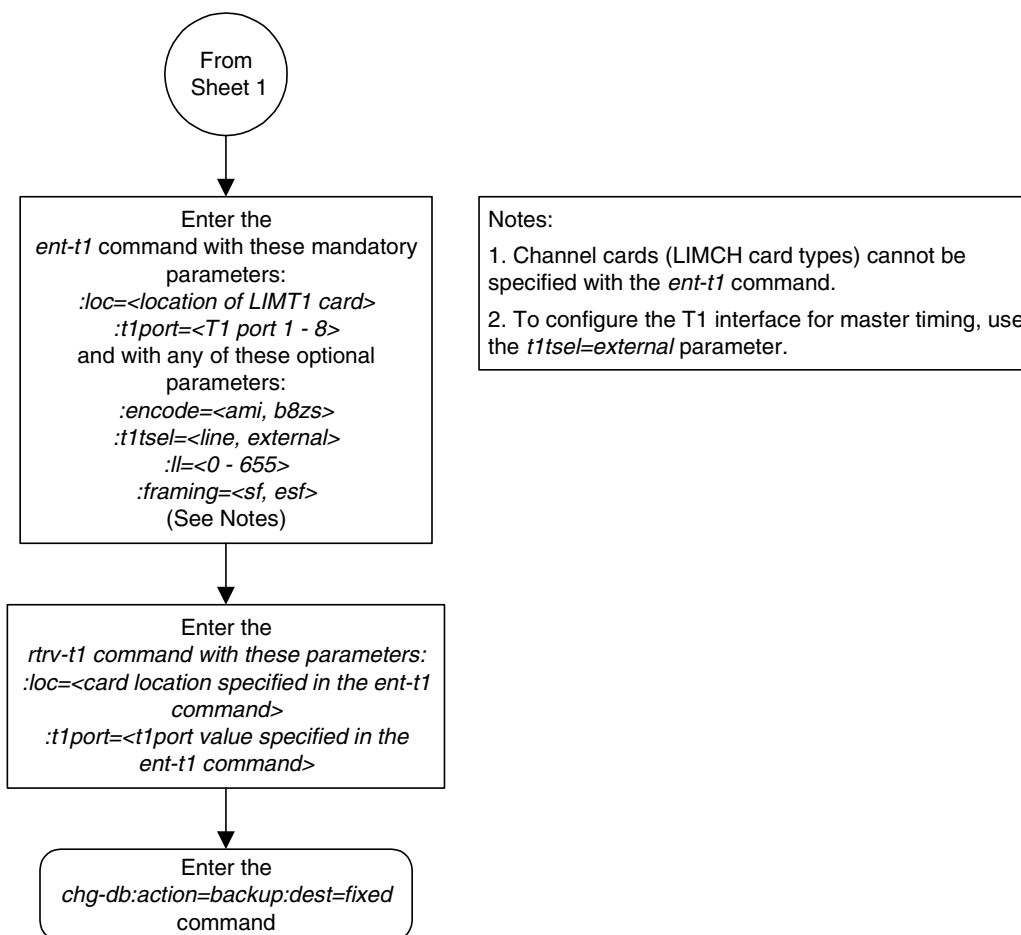 From
Sheet 1
Enter the
ent-t1 command with these mandatory
parameters:
:loc=<location of LIMT1 card>
:t1port=<T1 port 1 - 8>
and with any of these optional
parameters:
:encode=<ami, b8zs>
:t1tsel=<line, external>
:ll=<0 - 655>
:framing=<sf, esf>
(See Notes)
Notes:
1. Channel cards (LIMCH card types) cannot be
specified with the ent-t1 command.
2. To configure the T1 interface for master timing, use
the t1tsel=external parameter.
Enter the
rtrv-t1 command with these parameters:
:loc=<card location specified in the ent-t1
command>
:t1port=<t1port value specified in the
ent-t1 command>
Enter the
chg-db:action=backup:dest=fixed
command